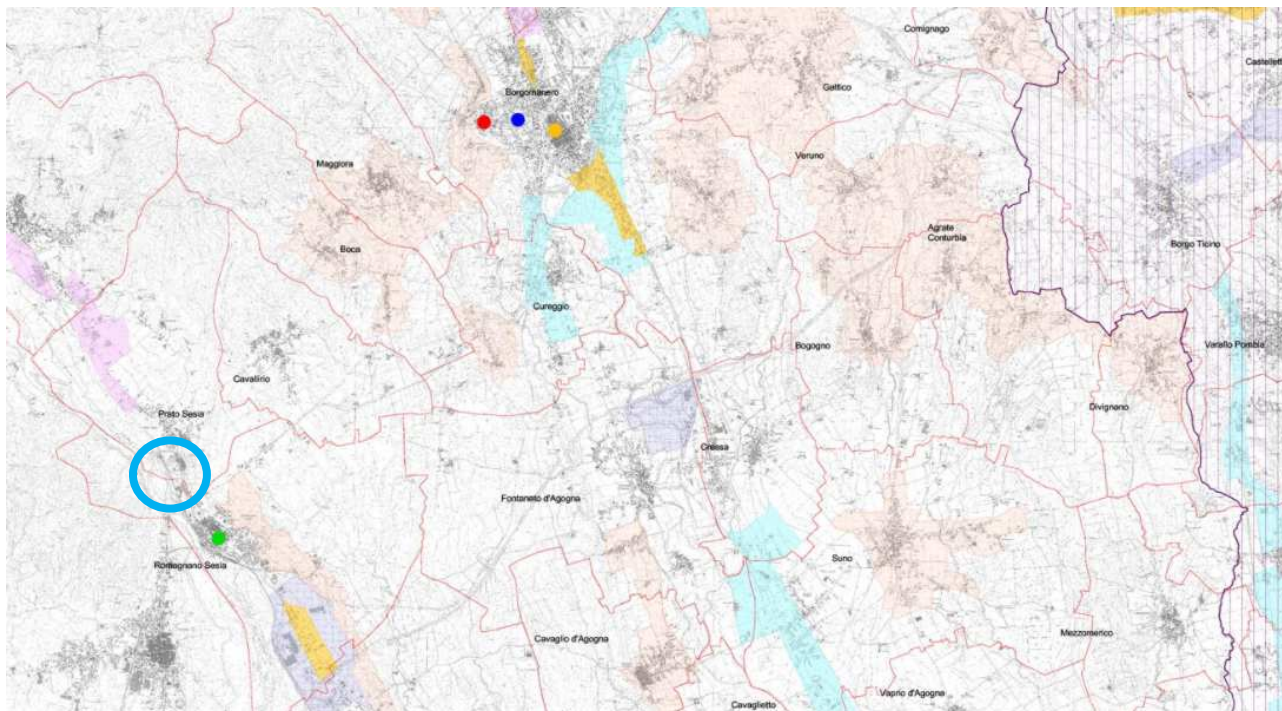 Comignago
Castellett
Gattico
Borgomanero
Veruno
Maggiora
Agrate
Conturbia
Boca
Borgo Ticino
Cureggio
Varallo Pombia
Bogogno
Cavallirio
Divignano
Prato Sesia
Cressa
Fontaneto d'Agogna
Suno
Romagnano Sesia
Mezzomerico
Cavaglio d'Agogna
Vaprio d'Agogna
Cavaglietto